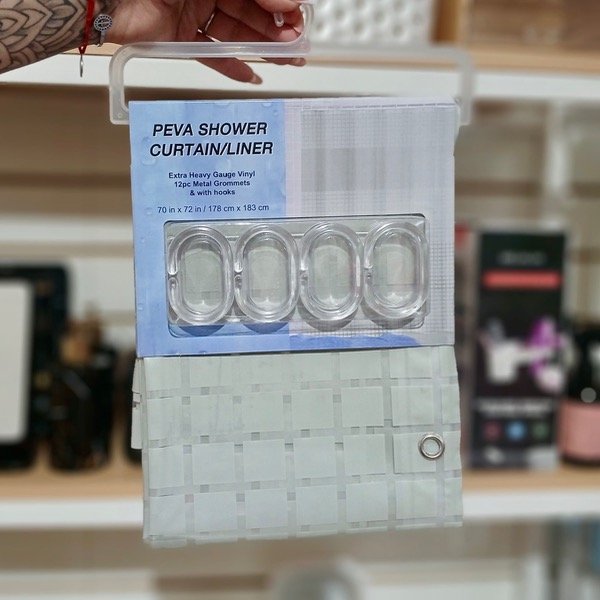 PEVA SHOWER
CURTAIN/LINER
Extra Heavy Gauge Vinyl
12pc Metal Grommets
& with hooks
70 in x 72 in / 178 cm x 183 cm